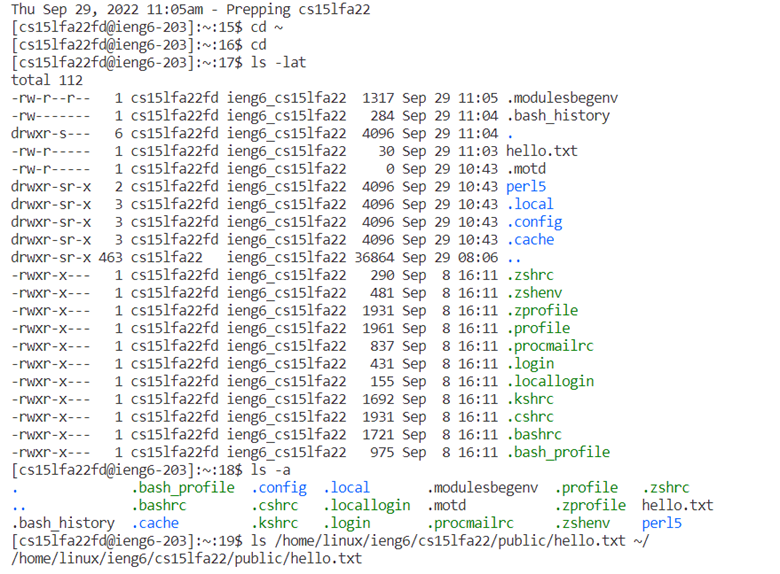 Thu Sep 29, 2022 11:05am - Prepping cs15lfa22
[cs15lfa22fd@ieng6-203]:~:15$ cd ~
[cs15lfa22fd@ieng6-203]:~:16$ cd
[cs15lfa22fd@ieng6-203]:~:17$ ls -lat
total 112
-rw-r--r--   1 cs15lfa22fd ieng6_cs15lfa22  1317 Sep 29 11:05 .modulesbegenv
-rw-------   1 cs15lfa22fd ieng6_cs15lfa22   284 Sep 29 11:04 .bash_history
drwxr-s---   6 cs15lfa22fd ieng6_cs15lfa22  4096 Sep 29 11:04 .
-rw-r-----   1 cs15lfa22fd ieng6_cs15lfa22    30 Sep 29 11:03 hello.txt
-rw-r-----   1 cs15lfa22fd ieng6_cs15lfa22     0 Sep 29 10:43 .motd
drwxr-sr-x   2 cs15lfa22fd ieng6_cs15lfa22  4096 Sep 29 10:43 perl5
drwxr-sr-x   3 cs15lfa22fd ieng6_cs15lfa22  4096 Sep 29 10:43 .local
drwxr-sr-x   3 cs15lfa22fd ieng6_cs15lfa22  4096 Sep 29 10:43 .config
drwxr-sr-x   3 cs15lfa22fd ieng6_cs15lfa22  4096 Sep 29 10:43 .cache
drwxr-sr-x 463 cs15lfa22   ieng6_cs15lfa22 36864 Sep 29 08:06 ..
-rwxr-x---   1 cs15lfa22fd ieng6_cs15lfa22   290 Sep  8 16:11 .zshrc
-rwxr-x---   1 cs15lfa22fd ieng6_cs15lfa22   481 Sep  8 16:11 .zshenv
-rwxr-x---   1 cs15lfa22fd ieng6_cs15lfa22  1931 Sep  8 16:11 .zprofile
-rwxr-x---   1 cs15lfa22fd ieng6_cs15lfa22  1961 Sep  8 16:11 .profile
-rwxr-x---   1 cs15lfa22fd ieng6_cs15lfa22   837 Sep  8 16:11 .procmailrc
-rwxr-x---   1 cs15lfa22fd ieng6_cs15lfa22   431 Sep  8 16:11 .login
-rwxr-x---   1 cs15lfa22fd ieng6_cs15lfa22   155 Sep  8 16:11 .locallogin
-rwxr-x---   1 cs15lfa22fd ieng6_cs15lfa22  1692 Sep  8 16:11 .kshrc
-rwxr-x---   1 cs15lfa22fd ieng6_cs15lfa22  1931 Sep  8 16:11 .cshrc
-rwxr-x---   1 cs15lfa22fd ieng6_cs15lfa22  1721 Sep  8 16:11 .bashrc
-rwxr-x---   1 cs15lfa22fd ieng6_cs15lfa22   975 Sep  8 16:11 .bash_profile
[cs15lfa22fd@ieng6-203]:~:18$ ls -a
.              .bash_profile  .config  .local       .modulesbegenv  .profile   .zshrc
..             .bashrc        .cshrc   .locallogin  .motd           .zprofile  hello.txt
.bash_history  .cache         .kshrc   .login       .procmailrc     .zshenv    perl5
[cs15lfa22fd@ieng6-203]:~:19$ ls /home/linux/ieng6/cs15lfa22/public/hello.txt ~/
/home/linux/ieng6/cs15lfa22/public/hello.txt